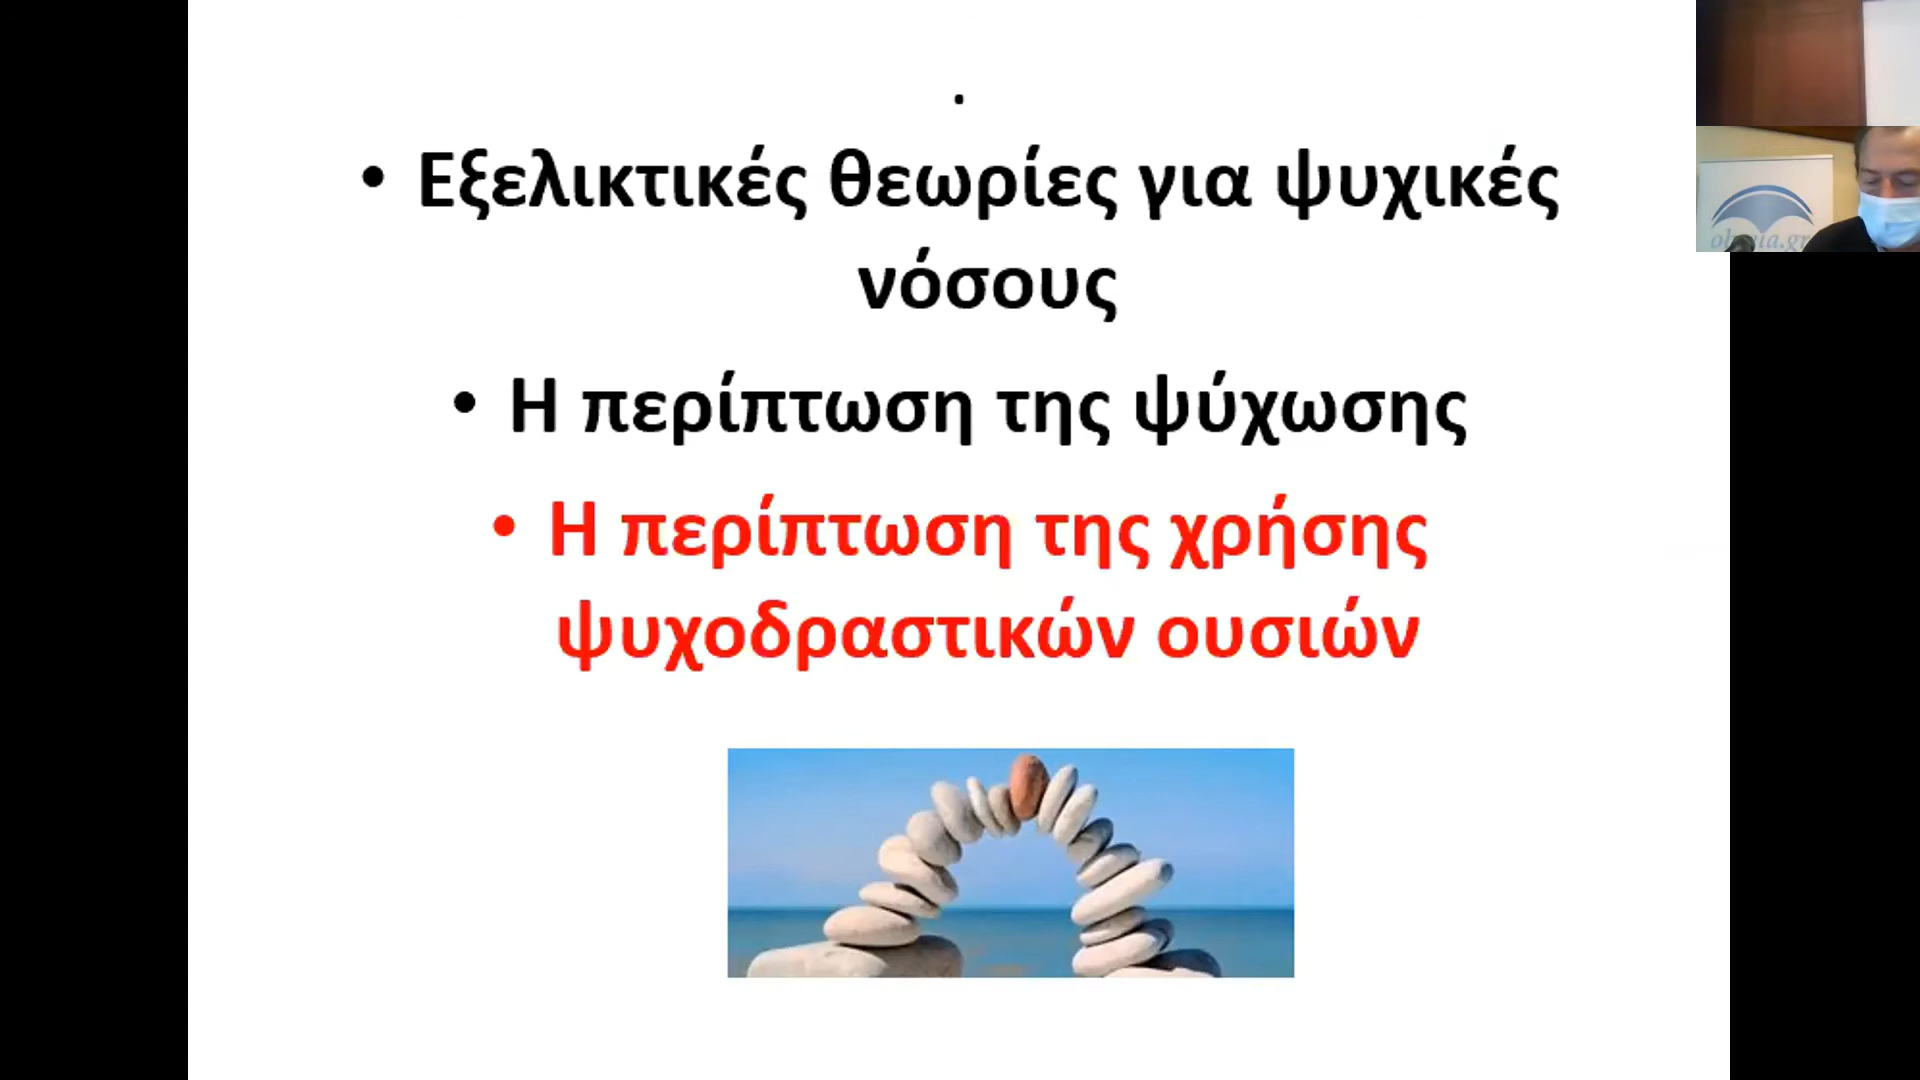 .
• Εξελικτικές θεωρίες για ψυχικές
νόσους
• Η περίπτωση της ψύχωσης
• Η περίπτωση της χρήσης
ψυχοδραστικών ουσιών